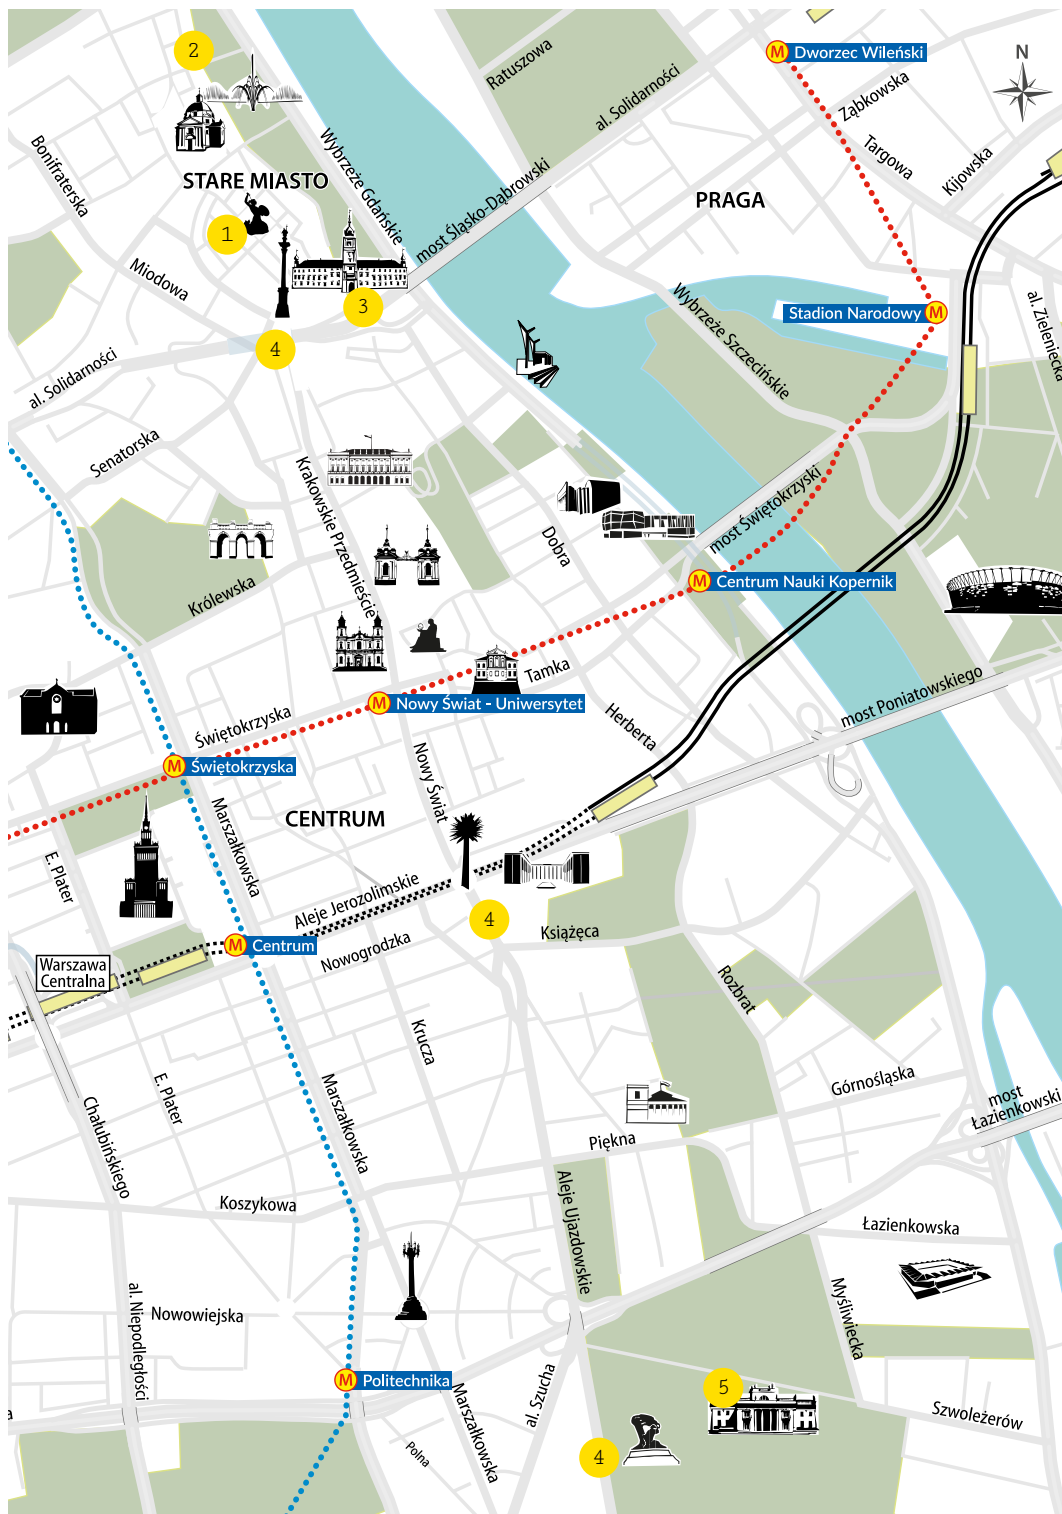 2
M Dworzec Wileński
N
Ratuszowa
al. Solidarności
Ząbkowska
Targowa
Kijowska
Bonifraterska
Wybrzeże Gdańskie
STARE MIASTO
PRAGA
1
most Śląsko-Dąbrowski
Miodowa
3
4
Wybrzeże Szczecińskie
Stadion Narodowy M
al. Zieleniecka
al. Solidarności
Senatorska
Krakowskie Przedmieście
Dobra
most Świętokrzyski
Królewska
M Centrum Nauki Kopernik
Tamka
M Nowy Świat - Uniwersytet
Świętokrzyska
Herberta
most Poniatowskiego
M Świętokrzyska
Nowy Świat
Marszałkowska
CENTRUM
E. Plater
Aleje Jerozolimskie
4
Książęca
M Centrum
Nowogrodzka
Warszawa
Centralna
Rozbrat
Krucza
E. Plater
Marszałkowska
Górnośląska
most
Łazienkowski
Chałubińskiego
Piękna
Koszykowa
Aleje Ujazdowskie
Łazienkowska
al. Niepodległości
Nowowiejska
Myśliwiecka
M Politechnika
al. Szucha
5
Marszałkowska
Szwoleżerów
Polna
4
a